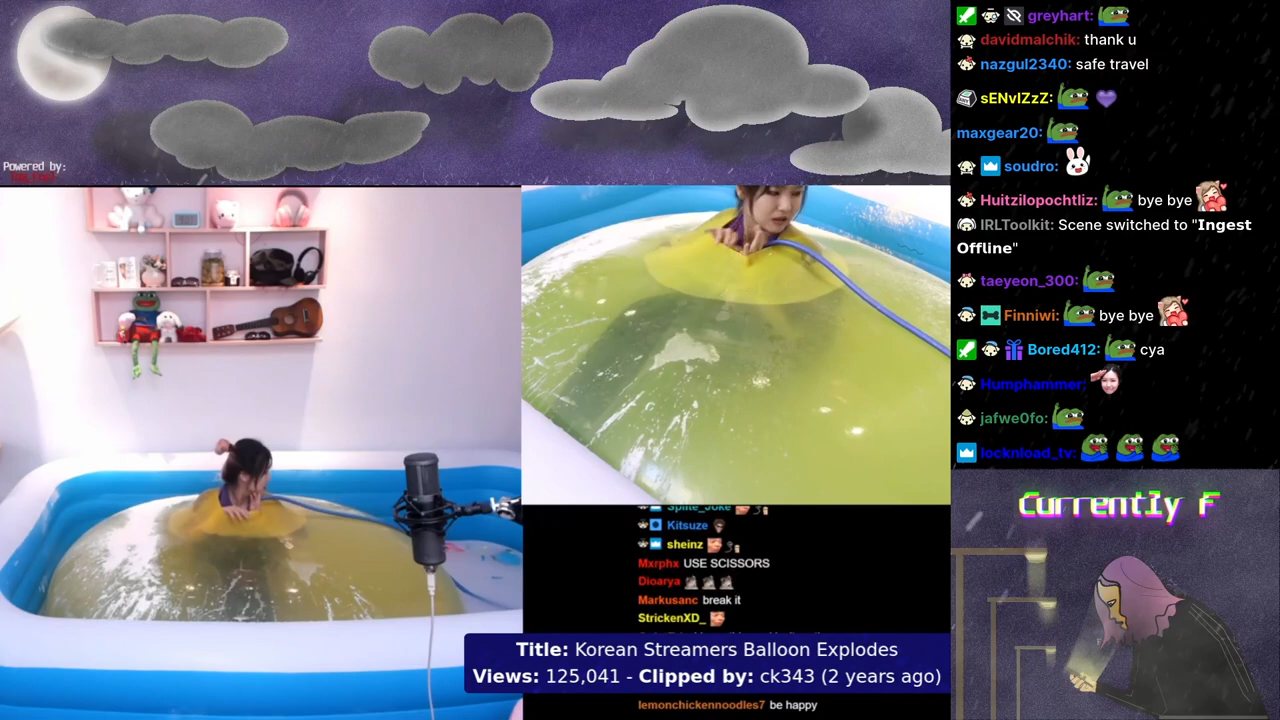 Powered by:
greyhart:
davidmalchik: thank u
nazgul2340: safe travel
sENvIZzZ:
maxgear20:
soudro:
Huitzilopochtliz: bye bye
IRLToolkit: Scene switched to "Ingest
Offline"
taeyeon_300:
Finniwi: bye bye
Bored412: cya
Humphammer:
jafwe0fo:
locknload_tv:
Currently F
Splite_Joke
Kitsuze
sheinz
Mxrphx USE SCISSORS
Dioarya
Markusanc break it
StrickenXD_
Title: Korean Streamers Balloon Explodes
Views: 125,041 - Clipped by: ck343 (2 years ago)
lemonchickennoodles7 be happy